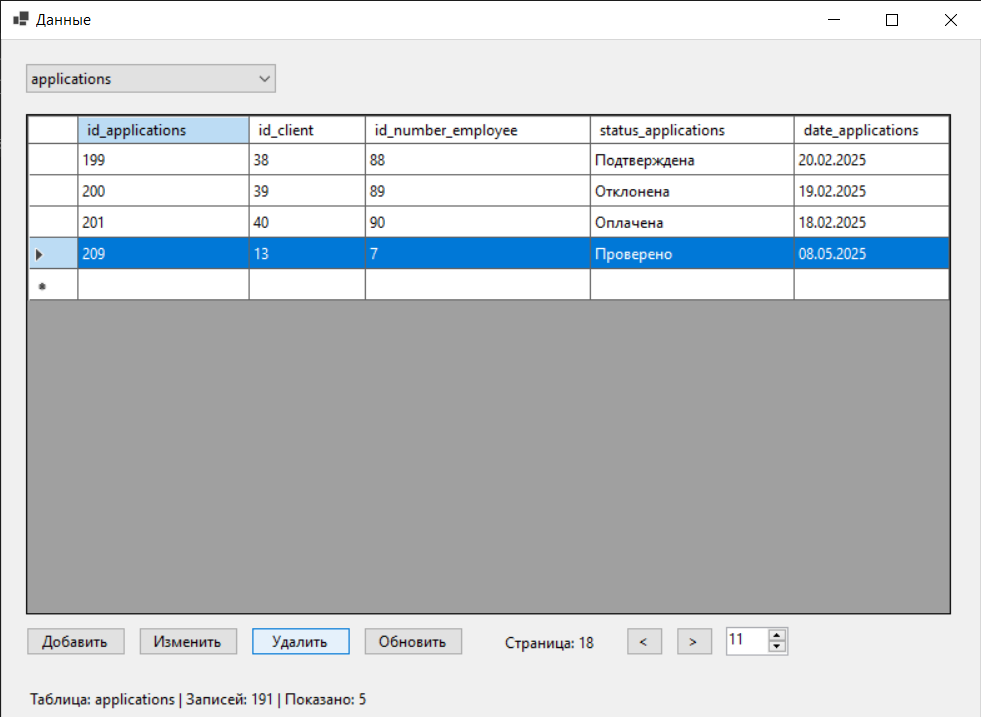 Данные
applications
id_applications id_client id_number_employee status_applications date_applications
199 38 88 Подтверждена 20.02.2025
200 39 89 Отклонена 19.02.2025
201 40 90 Оплачена 18.02.2025
209 13 7 Проверено 08.05.2025
Добавить Изменить Удалить Обновить Страница: 18 < > 11
Таблица: applications | Записей: 191 | Показано: 5